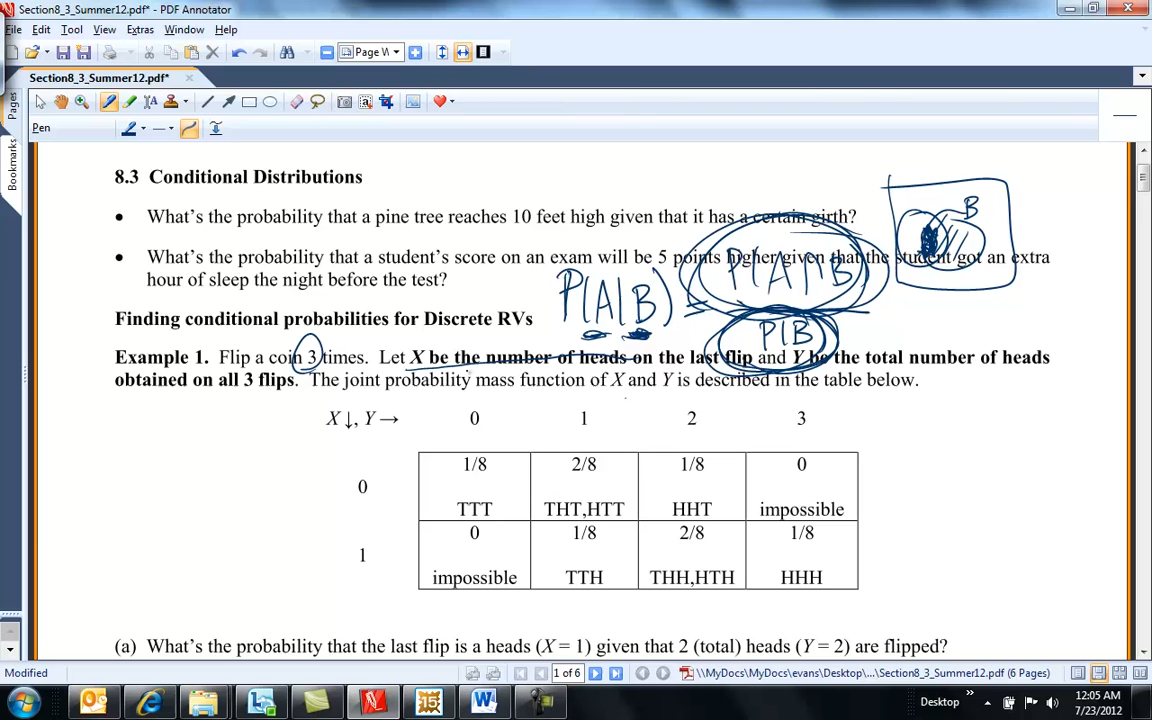 Section8_3_Summer12.pdf* - PDF Annotator
File Edit Tool View Extras Window Help
Page W
Section8_3_Summer12.pdf*
Pen
Pages
Bookmarks
8.3 Conditional Distributions
• What's the probability that a pine tree reaches 10 feet high given that it has a certain girth?
B
• What's the probability that a student's score on an exam will be 5 points higher given that the student got an extra
hour of sleep the night before the test?
P(A|B) = P(A∩B)
P(B)
Finding conditional probabilities for Discrete RVs
Example 1. Flip a coin 3 times. Let X be the number of heads on the last flip and Y be the total number of heads
obtained on all 3 flips. The joint probability mass function of X and Y is described in the table below.
X ↓, Y → 0 1 2 3
1/8 2/8 1/8 0
0
TTT THT,HTT HHT impossible
0 1/8 2/8 1/8
1
impossible TTH THH,HTH HHH
(a) What's the probability that the last flip is a heads (X = 1) given that 2 (total) heads (Y = 2) are flipped?
Modified 1 of 6 \\MyDocs\MyDocs\evans\Desktop\...\Section8_3_Summer12.pdf (6 Pages)
Desktop » 12:05 AM
7/23/2012